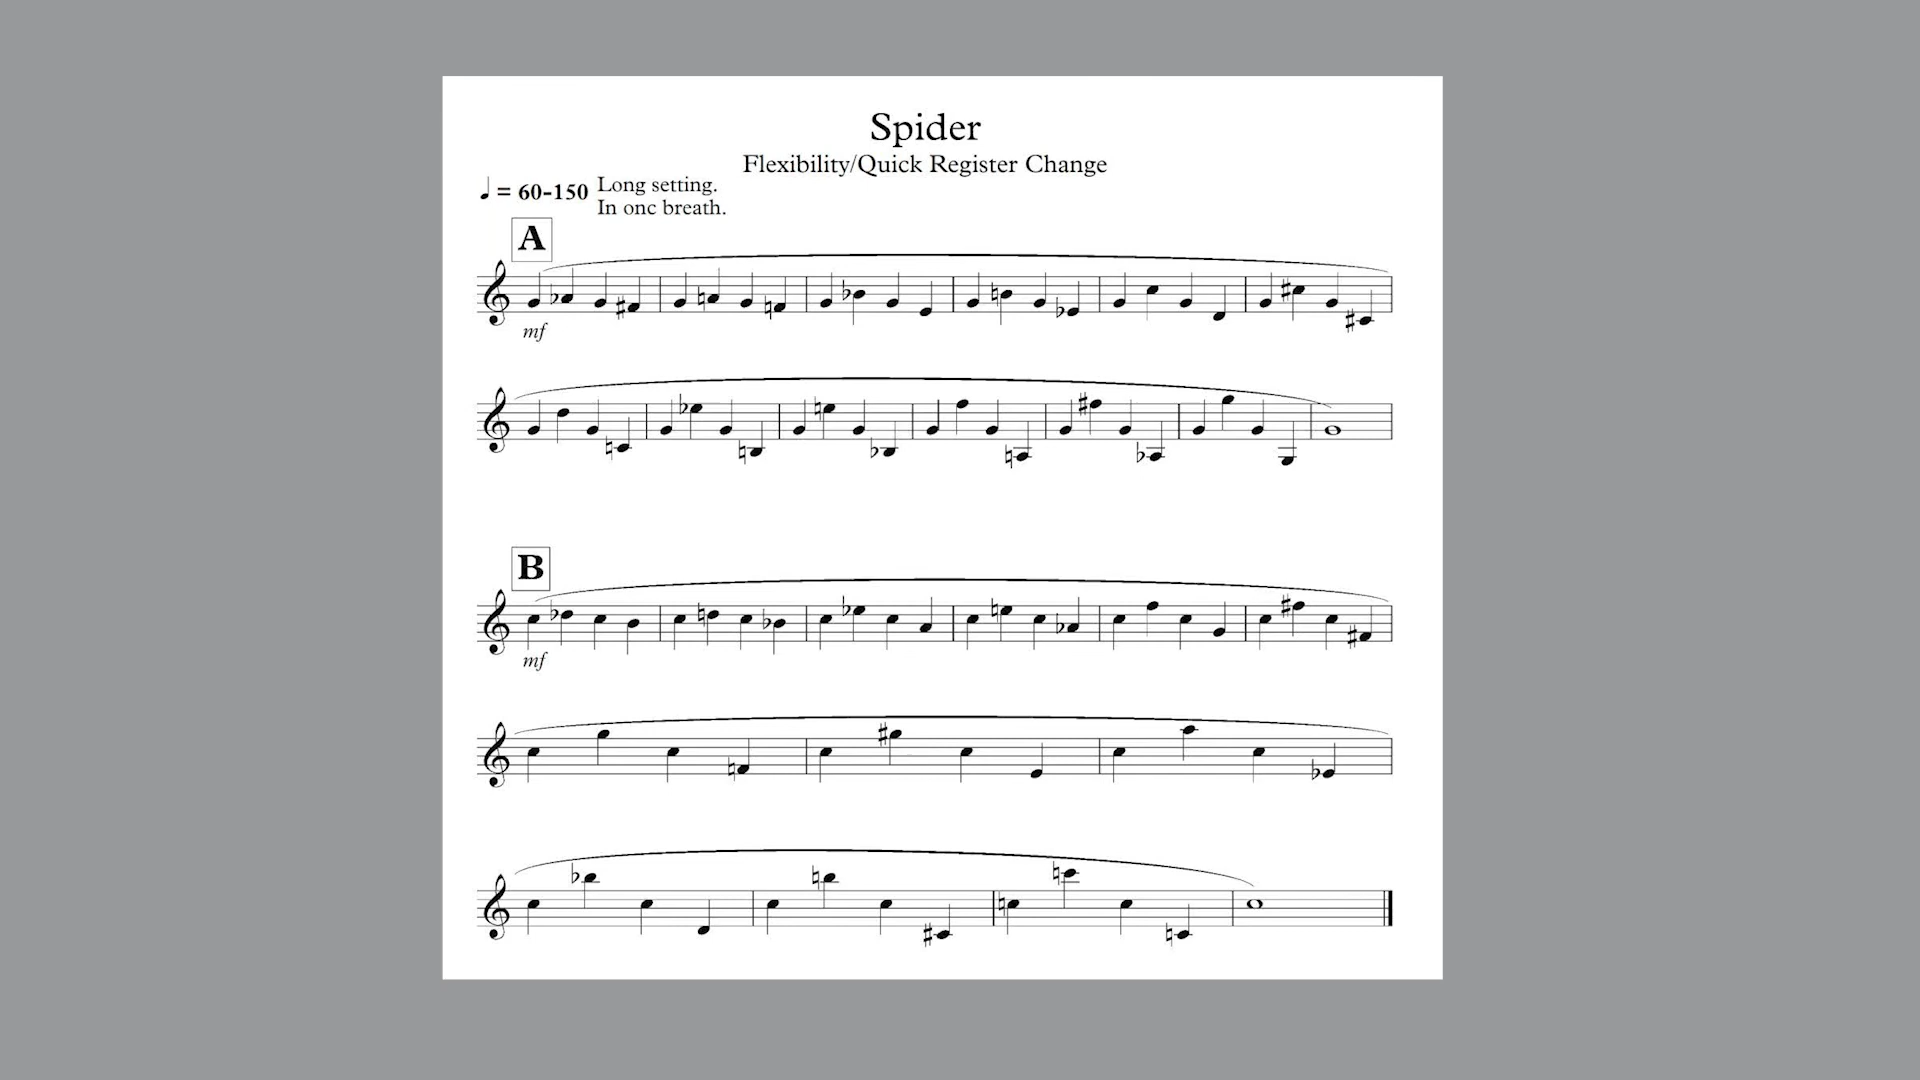 Spider
Flexibility/Quick Register Change
♩ = 60-150 Long setting.
In onc breath.
A
mf
B
mf